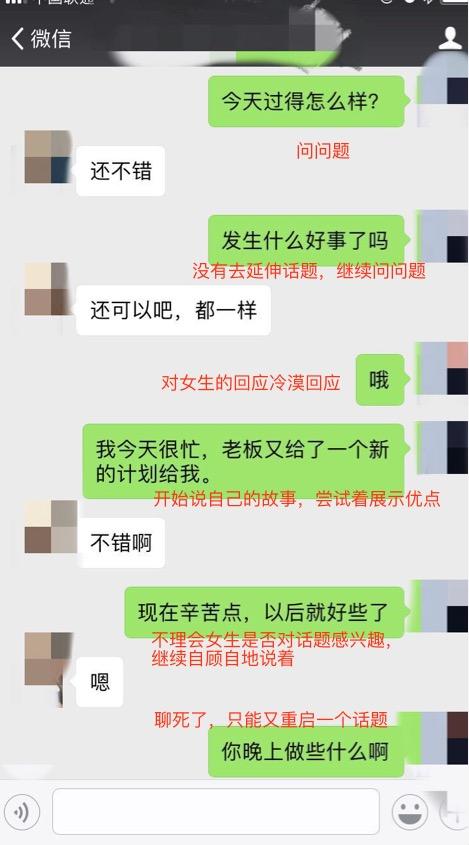 微信
今天过得怎么样?
问问题
还不错
发生什么好事了吗
没有去延伸话题，继续问问题
还可以吧，都一样
对女生的回应冷漠回应
哦
我今天很忙，老板又给了一个新
的计划给我。
开始说自己的故事，尝试着展示优点
不错啊
现在辛苦点，以后就好些了
不理会女生是否对话题感兴趣，
继续自顾自地说着
嗯
聊死了，只能又重启一个话题
你晚上做些什么啊